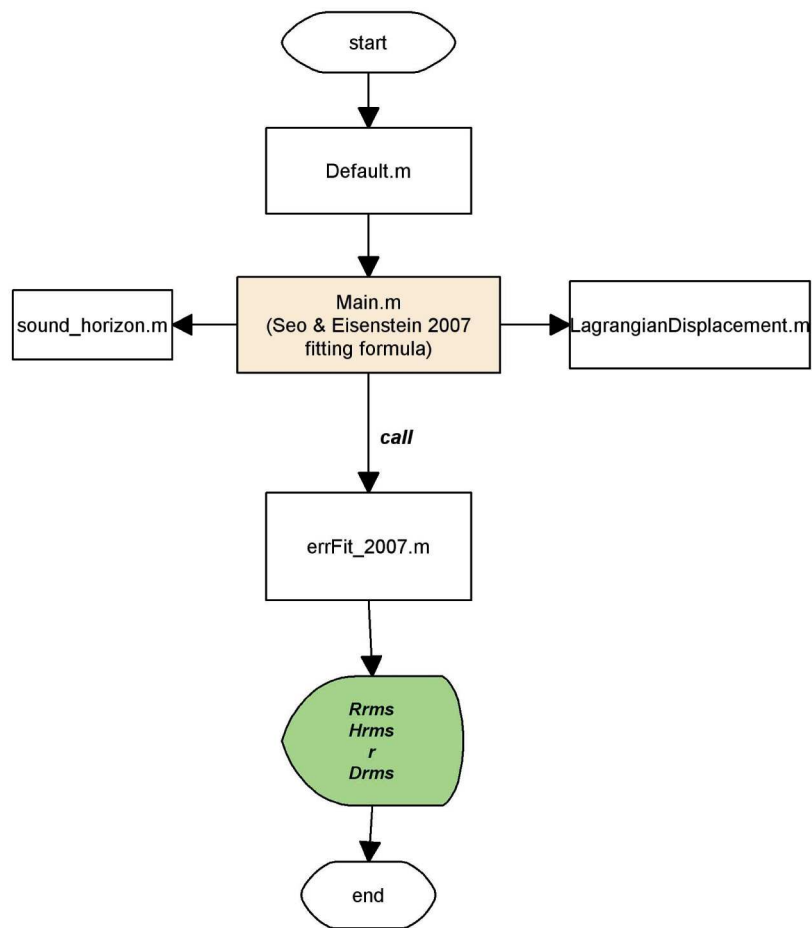 start
Default.m
sound_horizon.m
Main.m
(Seo & Eisenstein 2007
fitting formula)
LagrangianDisplacement.m
call
errFit_2007.m
Rrms
Hrms
r
Drms
end